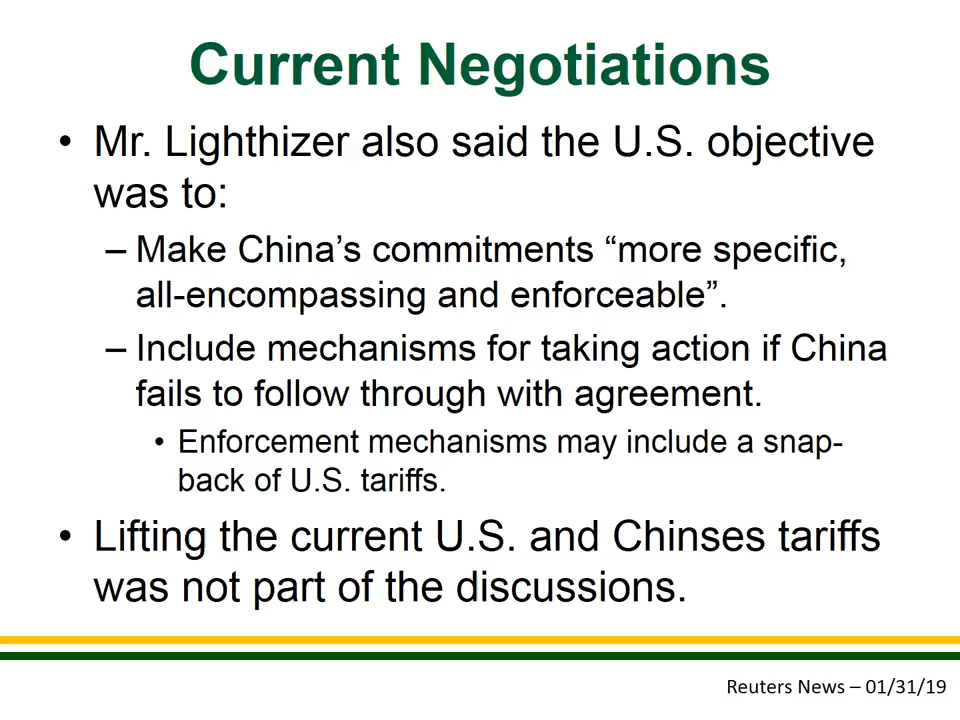 Current Negotiations
• Mr. Lighthizer also said the U.S. objective
was to:
– Make China’s commitments “more specific,
all-encompassing and enforceable”.
– Include mechanisms for taking action if China
fails to follow through with agreement.
• Enforcement mechanisms may include a snap-
back of U.S. tariffs.
• Lifting the current U.S. and Chinses tariffs
was not part of the discussions.
Reuters News – 01/31/19